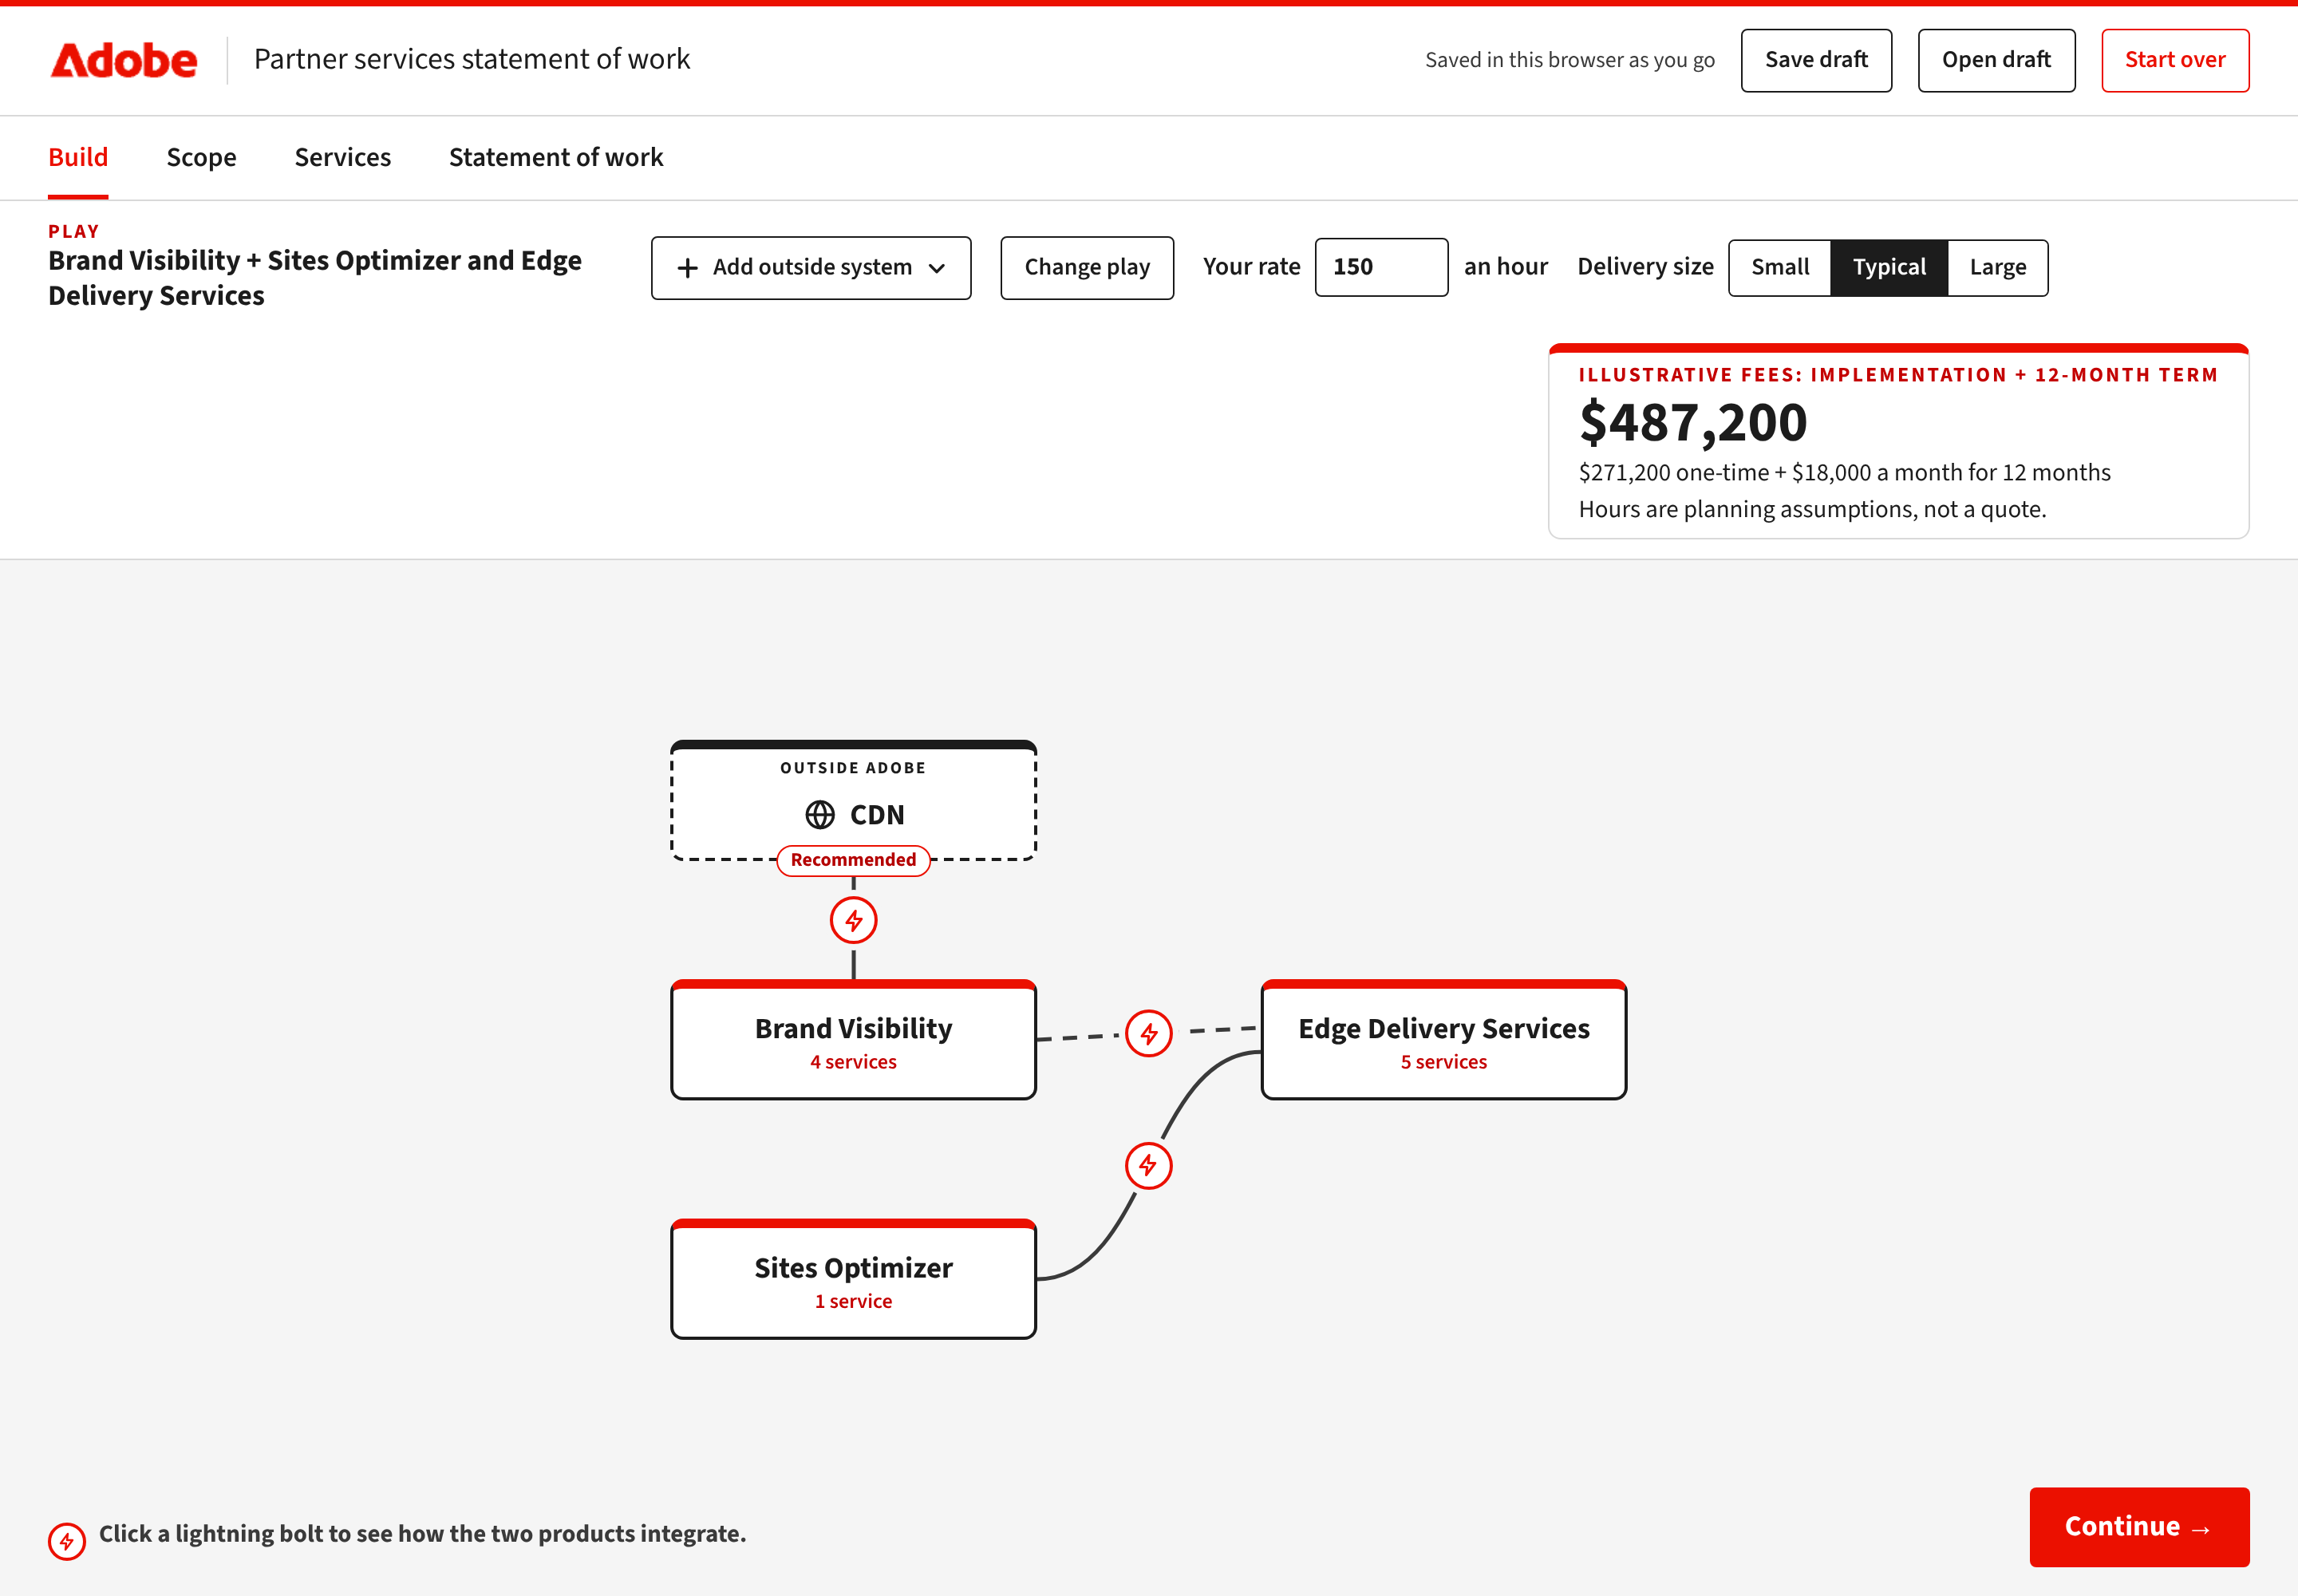 Adobe
Partner services statement of work
Saved in this browser as you go
Save draft
Open draft
Start over
Build
Scope
Services
Statement of work
PLAY
Brand Visibility + Sites Optimizer and Edge
Delivery Services
+ Add outside system
Change play
Your rate
150
an hour
Delivery size
Small
Typical
Large
ILLUSTRATIVE FEES: IMPLEMENTATION + 12-MONTH TERM
$487,200
$271,200 one-time + $18,000 a month for 12 months
Hours are planning assumptions, not a quote.
OUTSIDE ADOBE
CDN
Recommended
Brand Visibility
4 services
Edge Delivery Services
5 services
Sites Optimizer
1 service
Click a lightning bolt to see how the two products integrate.
Continue →